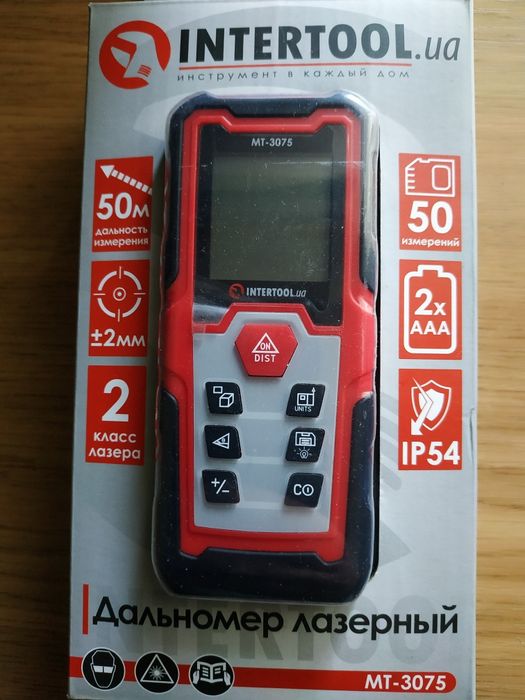 INTERTOOL.ua
инструмент в каждый дом
MT-3075
50м
дальность
измерения
±2мм
2
класс
лазера
50
измерений
2x
AAA
IP54
INTERTOOL.ua
ON
DIST
UNITS
+/-
Дальномер лазерный
INTERTOOL
MT-3075